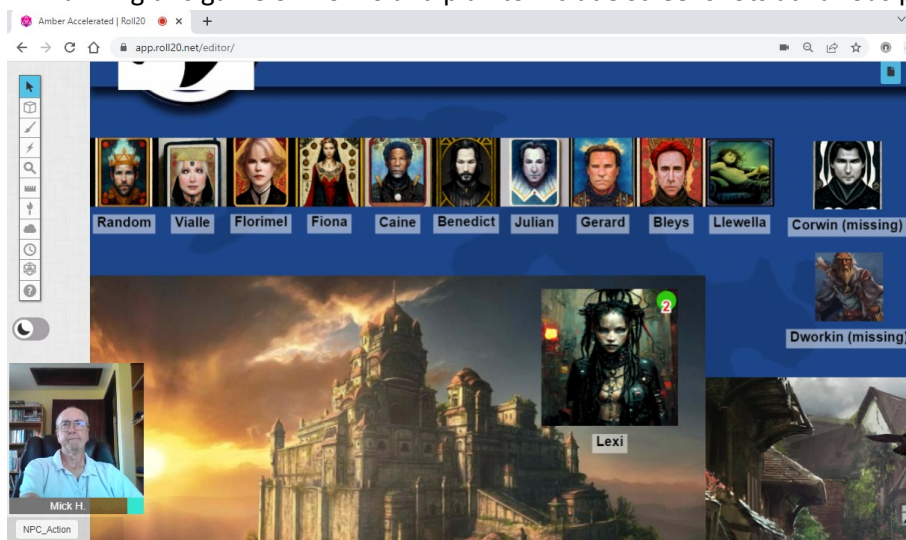 Amber Accelerated | Roll20
app.roll20.net/editor/
Random Vialle Florimel Fiona Caine Benedict Julian Gerard Bleys Llewella Corwin (missing)
Dworkin (missing)
2
Lexi
Mick H.
NPC_Action